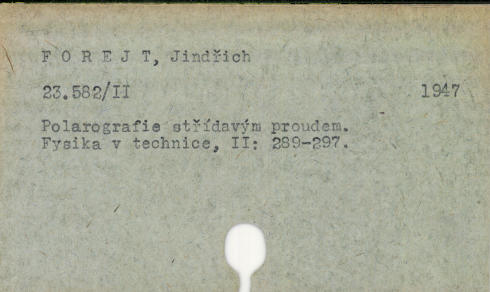 F O R E J T, Jindřich
23.582/II 1947
Polarografie střídavým proudem.
Fysika v technice, II: 289-297.